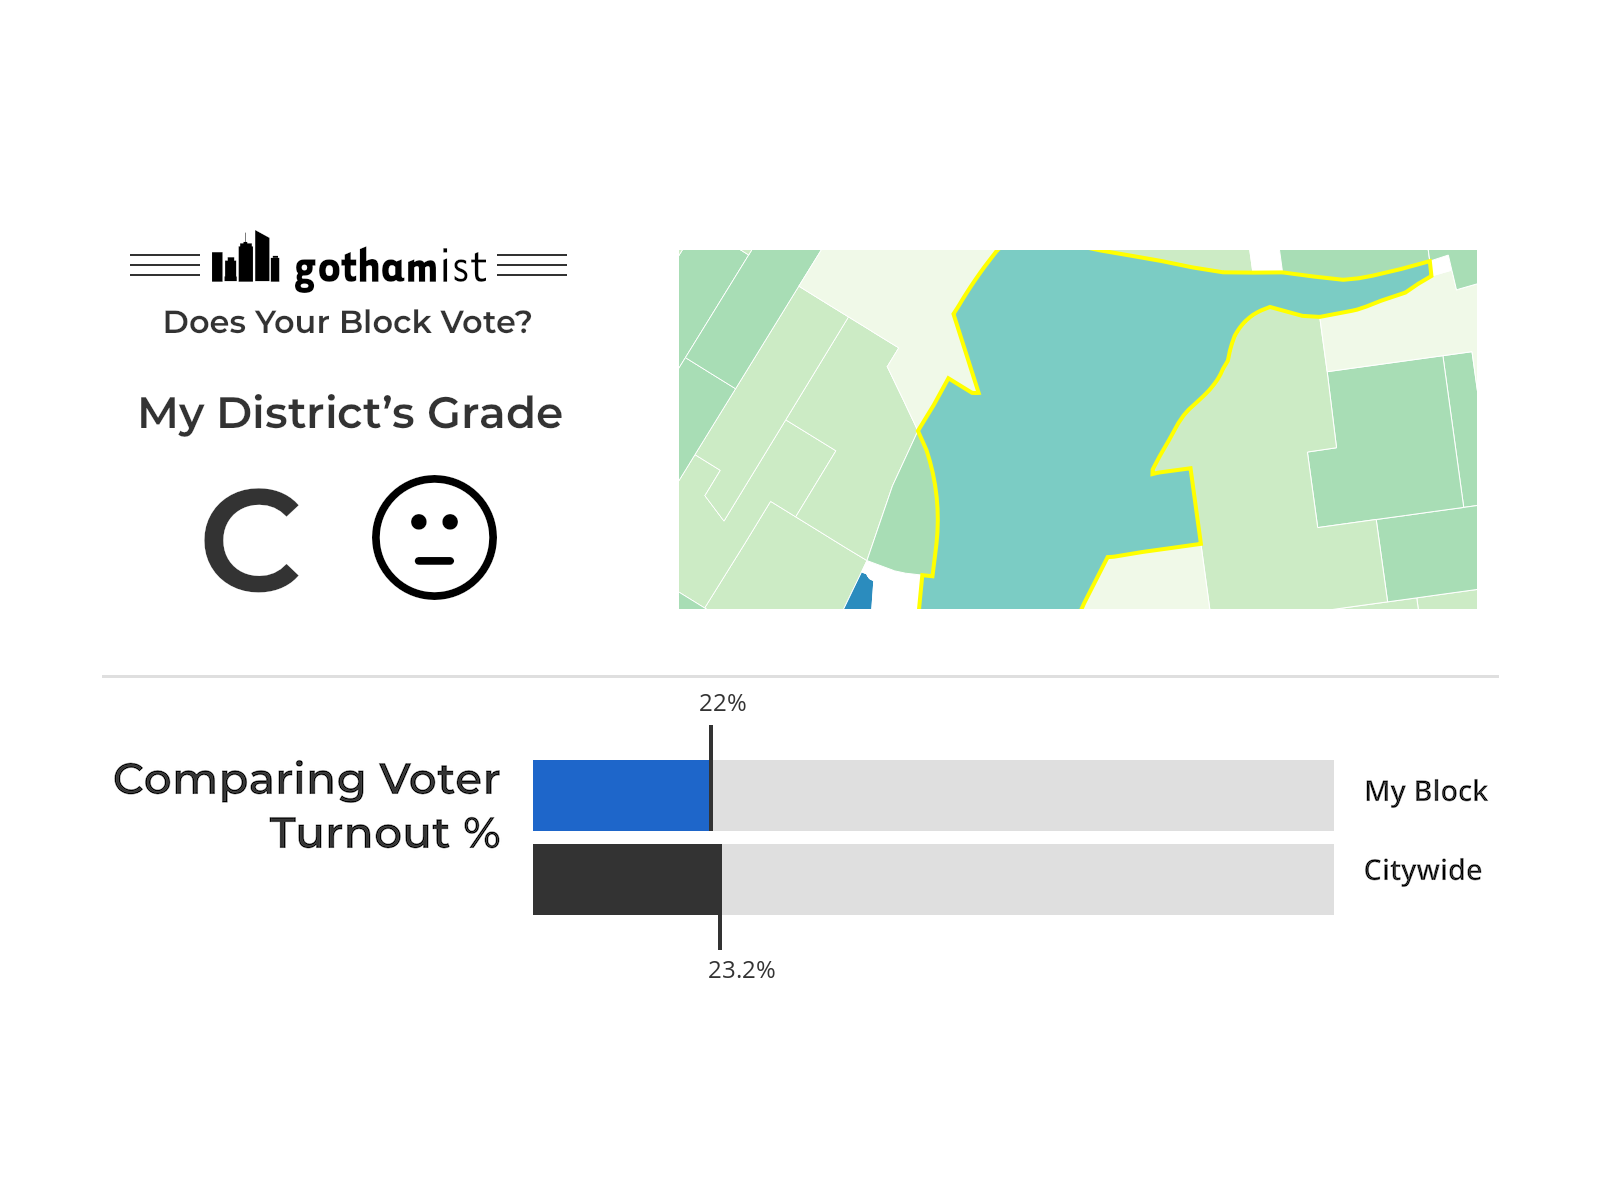 gothamist
Does Your Block Vote?
My District’s Grade
C
22%
Comparing Voter
Turnout %
My Block
Citywide
23.2%